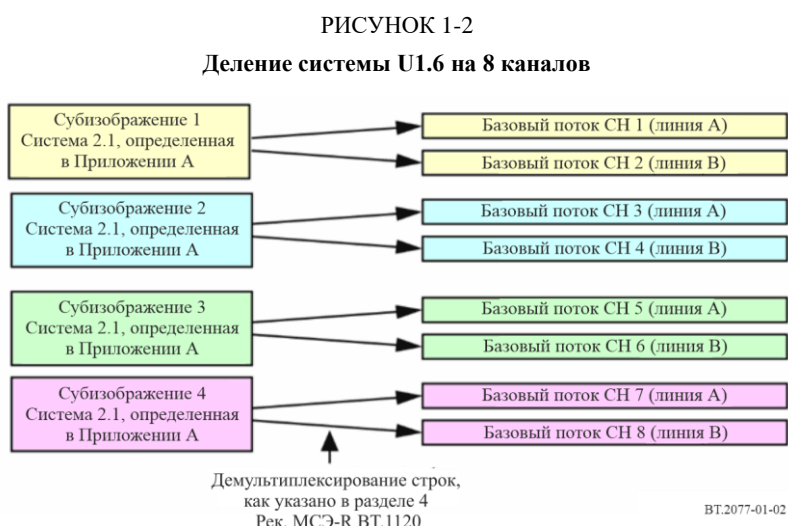 РИСУНОК 1-2
Деление системы U1.6 на 8 каналов
Субизображение 1
Система 2.1, определенная
в Приложении А
Базовый поток CH 1 (линия A)
Базовый поток CH 2 (линия B)
Субизображение 2
Система 2.1, определенная
в Приложении А
Базовый поток CH 3 (линия A)
Базовый поток CH 4 (линия B)
Субизображение 3
Система 2.1, определенная
в Приложении А
Базовый поток CH 5 (линия A)
Базовый поток CH 6 (линия B)
Субизображение 4
Система 2.1, определенная
в Приложении А
Базовый поток CH 7 (линия A)
Базовый поток CH 8 (линия B)
Демультиплексирование строк,
как указано в разделе 4
Рек. МСЭ-R BT.1120
BT.2077-01-02